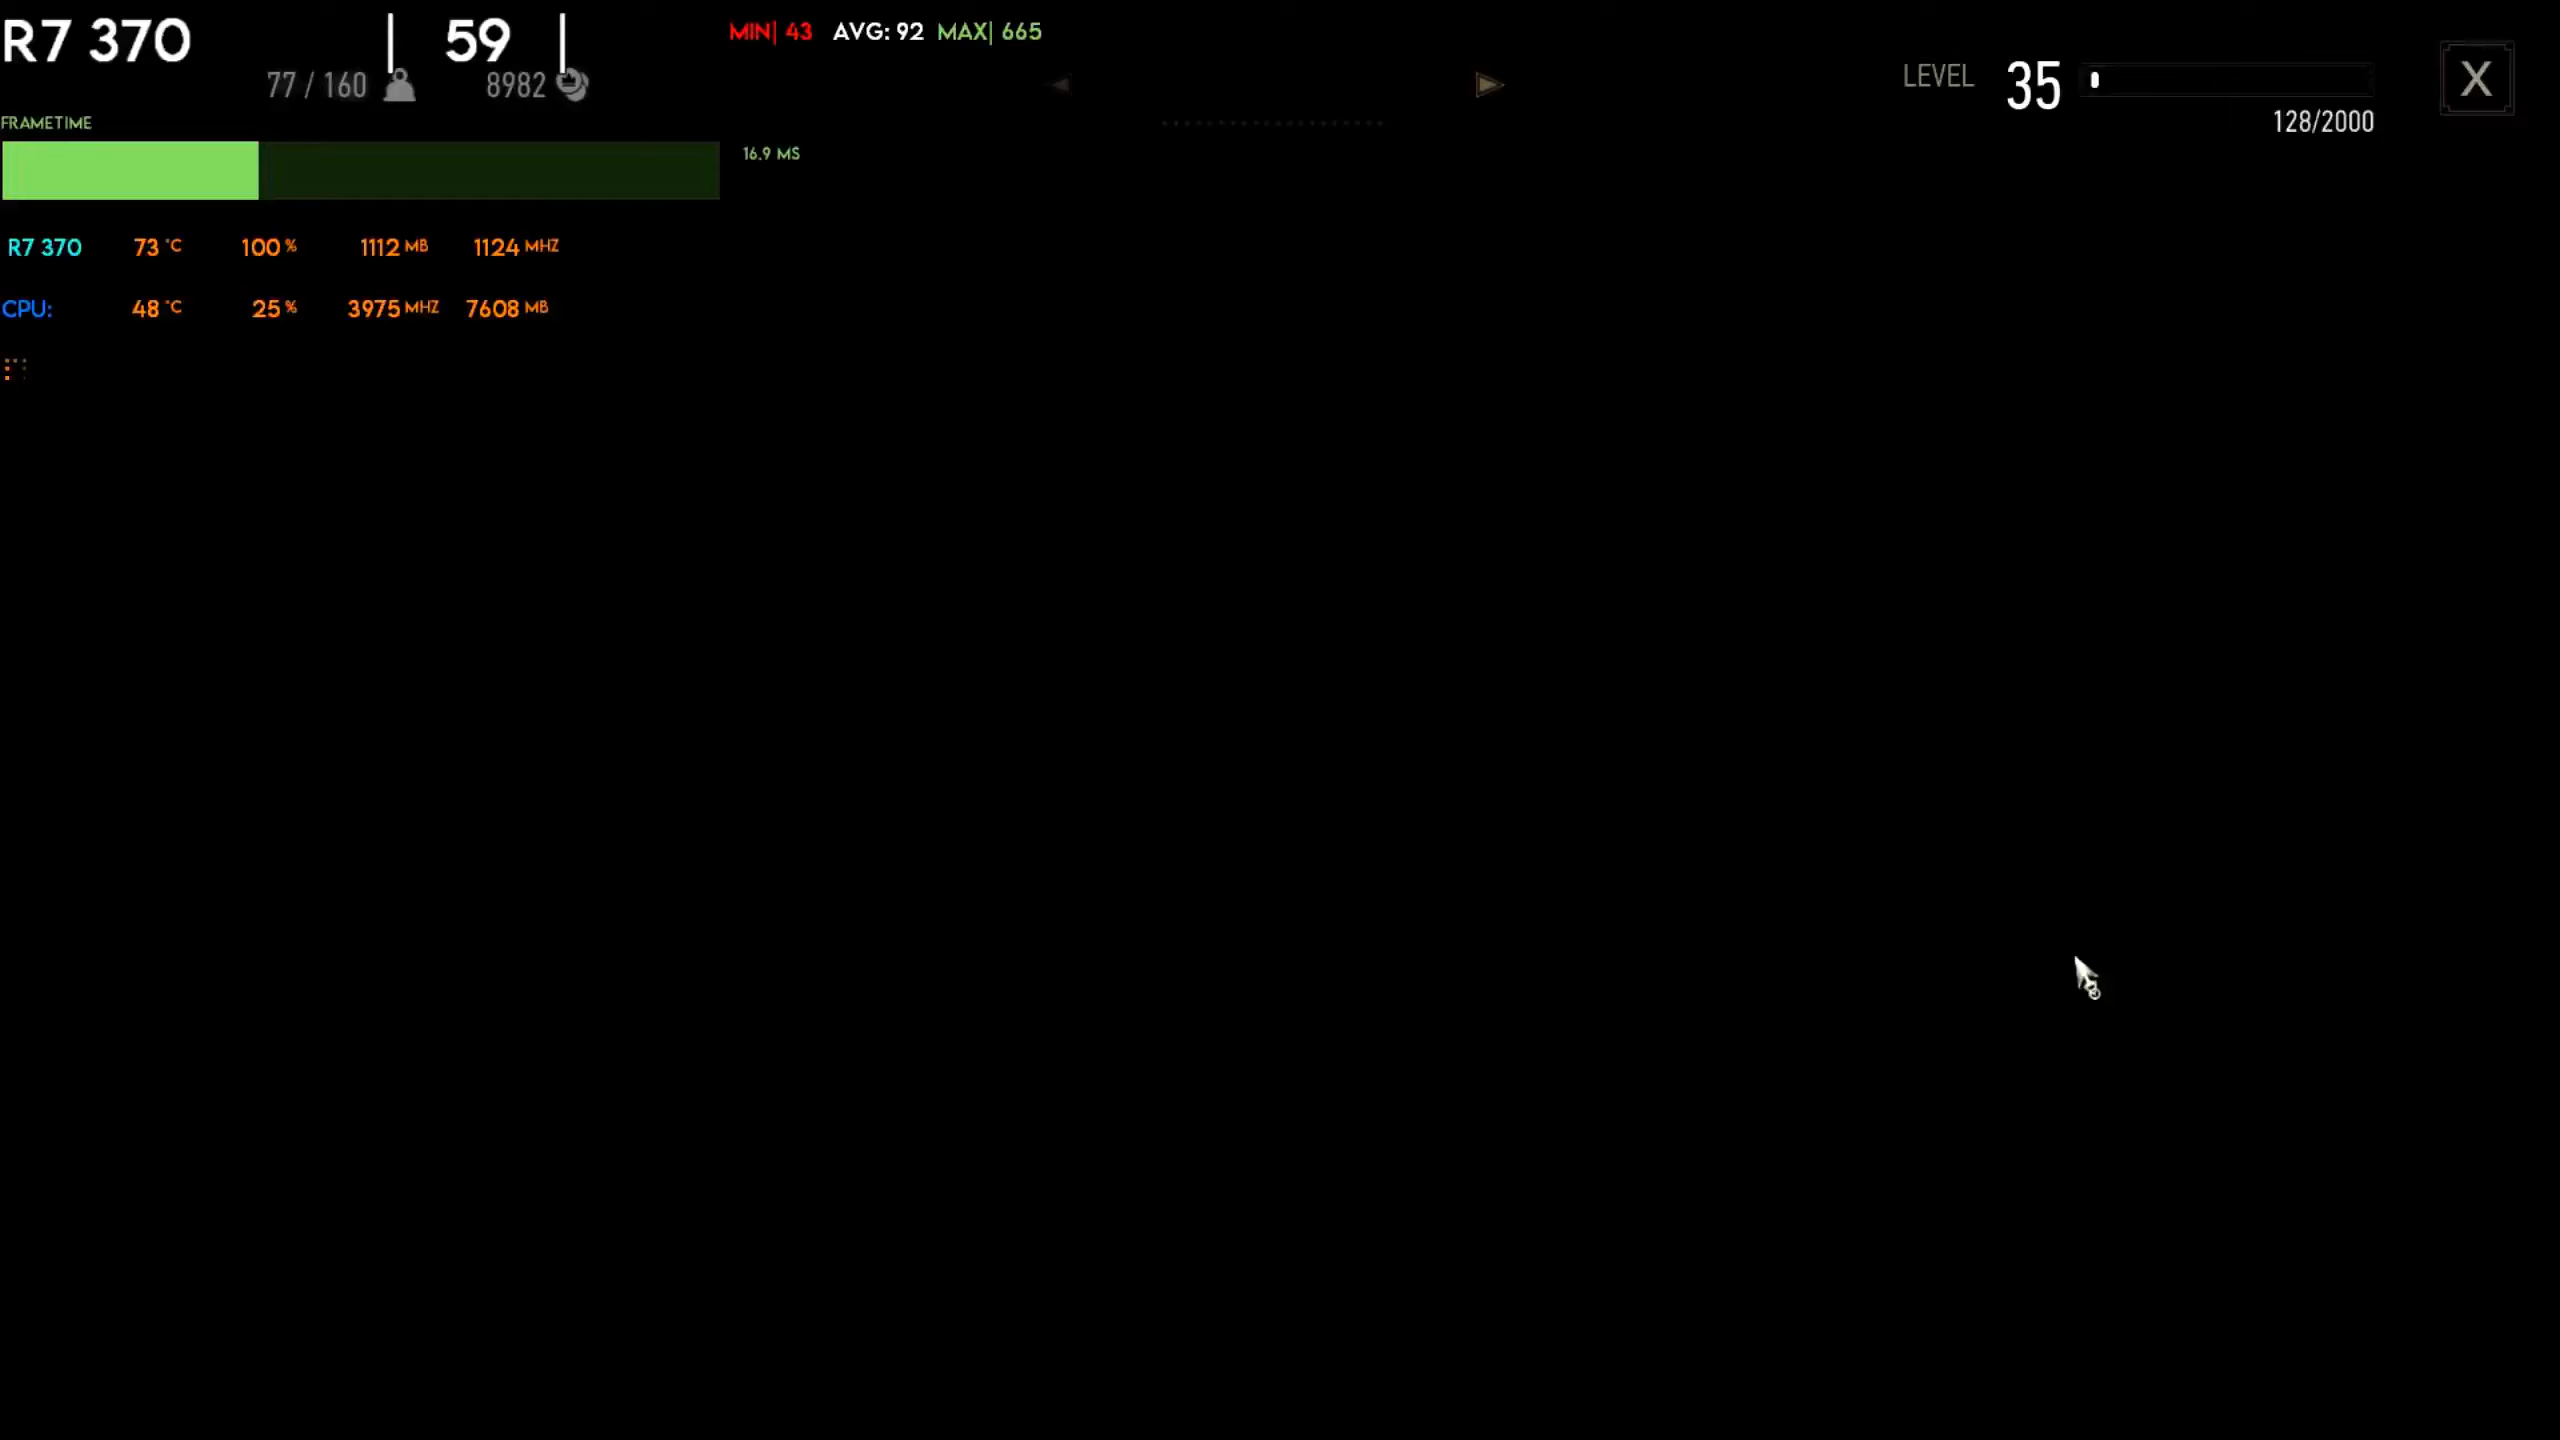 R7 370 | 59 | MIN| 43 AVG: 92 MAX| 665
77 / 160 8982
LEVEL 35 X
128/2000
FRAMETIME
16.9 MS
R7 370 73 °C 100 % 1112 MB 1124 MHZ
CPU: 48 °C 25 % 3975 MHZ 7608 MB